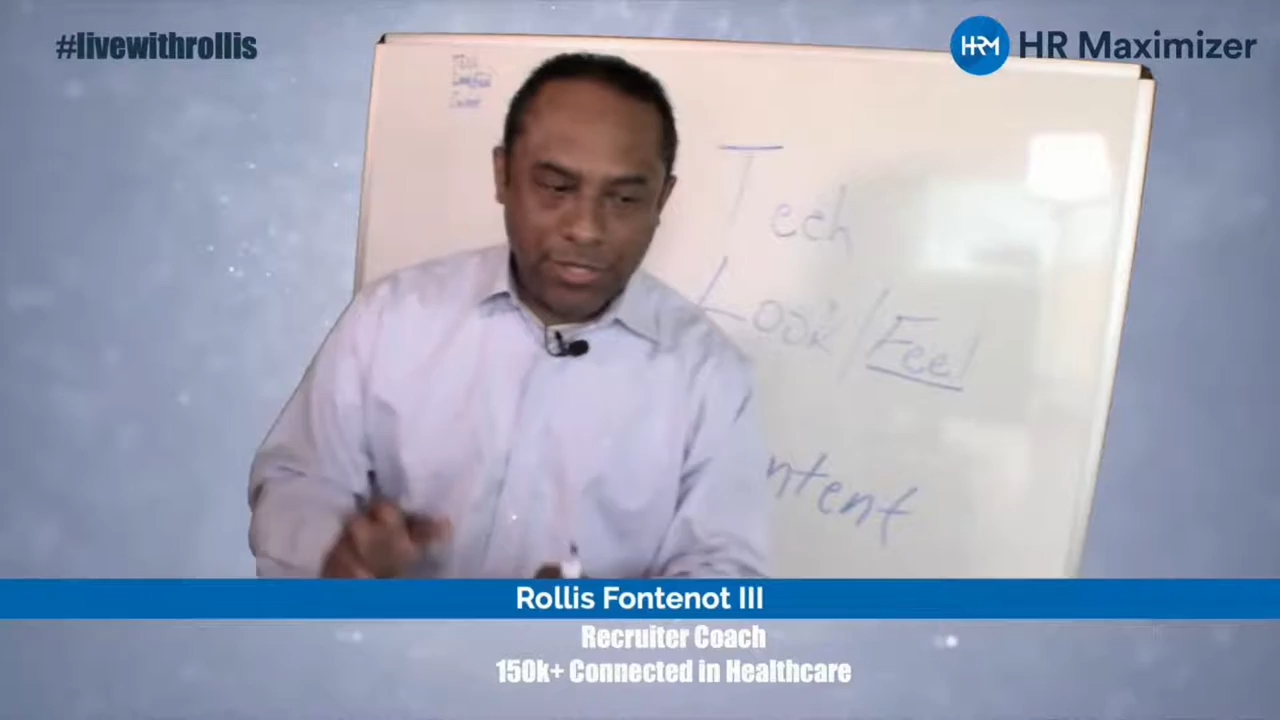 #livewithrollis
HRM HR Maximizer
Tech
Look/Feel
ntent
Rollis Fontenot III
Recruiter Coach
150k+ Connected in Healthcare